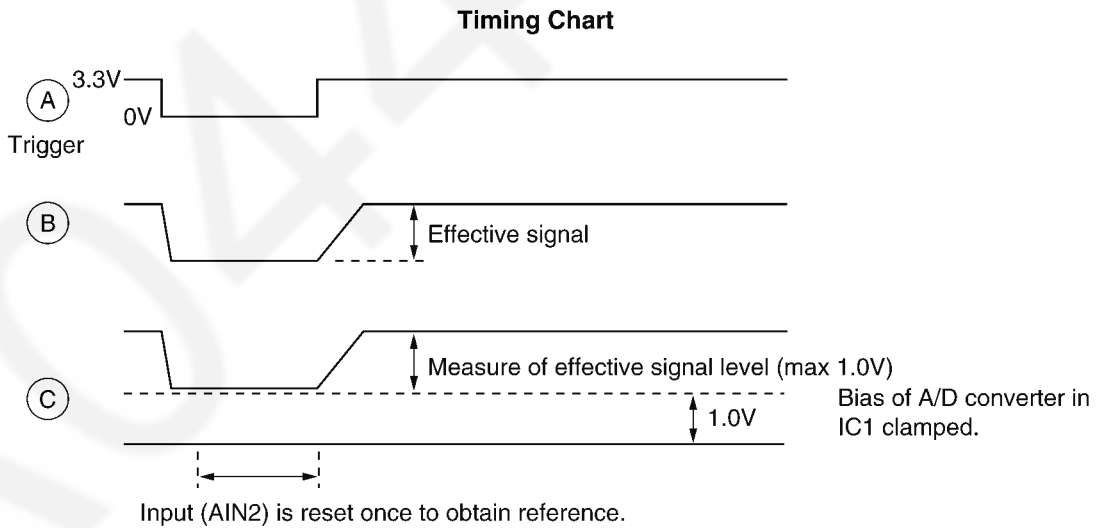 Timing Chart
A
3.3V
0V
Trigger
B
Effective signal
C
Measure of effective signal level (max 1.0V)
1.0V
Bias of A/D converter in
IC1 clamped.
Input (AIN2) is reset once to obtain reference.